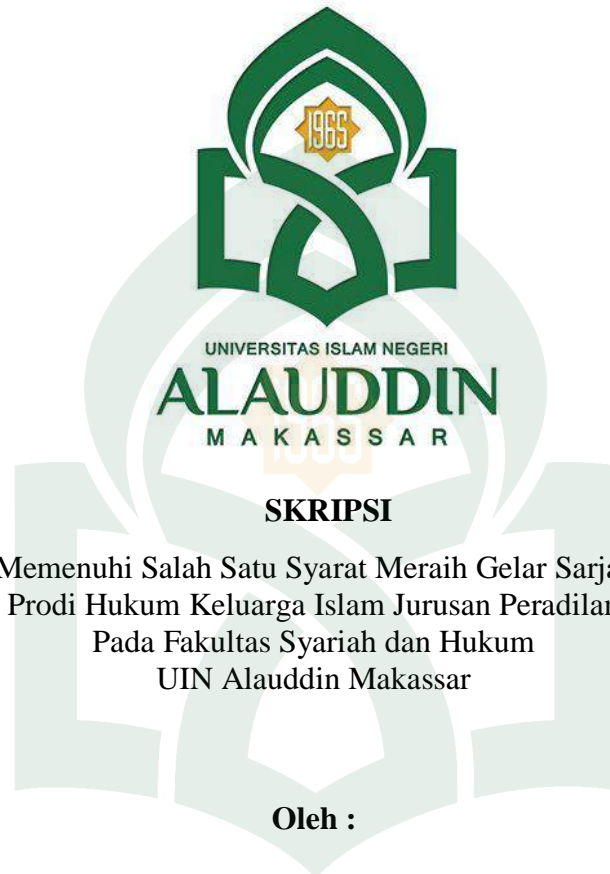 1965
UNIVERSITAS ISLAM NEGERI
ALAUDDIN
MAKASSAR
SKRIPSI
Memenuhi Salah Satu Syarat Meraih Gelar Sarja
Prodi Hukum Keluarga Islam Jurusan Peradilan
Pada Fakultas Syariah dan Hukum
UIN Alauddin Makassar
Oleh :